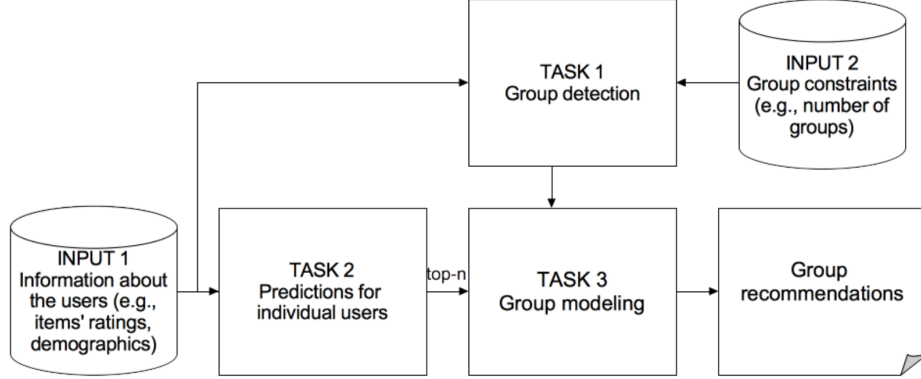 TASK 1
Group detection
INPUT 2
Group constraints
(e.g., number of
groups)
INPUT 1
Information about
the users (e.g.,
items' ratings,
demographics)
TASK 2
Predictions for
individual users
top-n
TASK 3
Group modeling
Group
recommendations